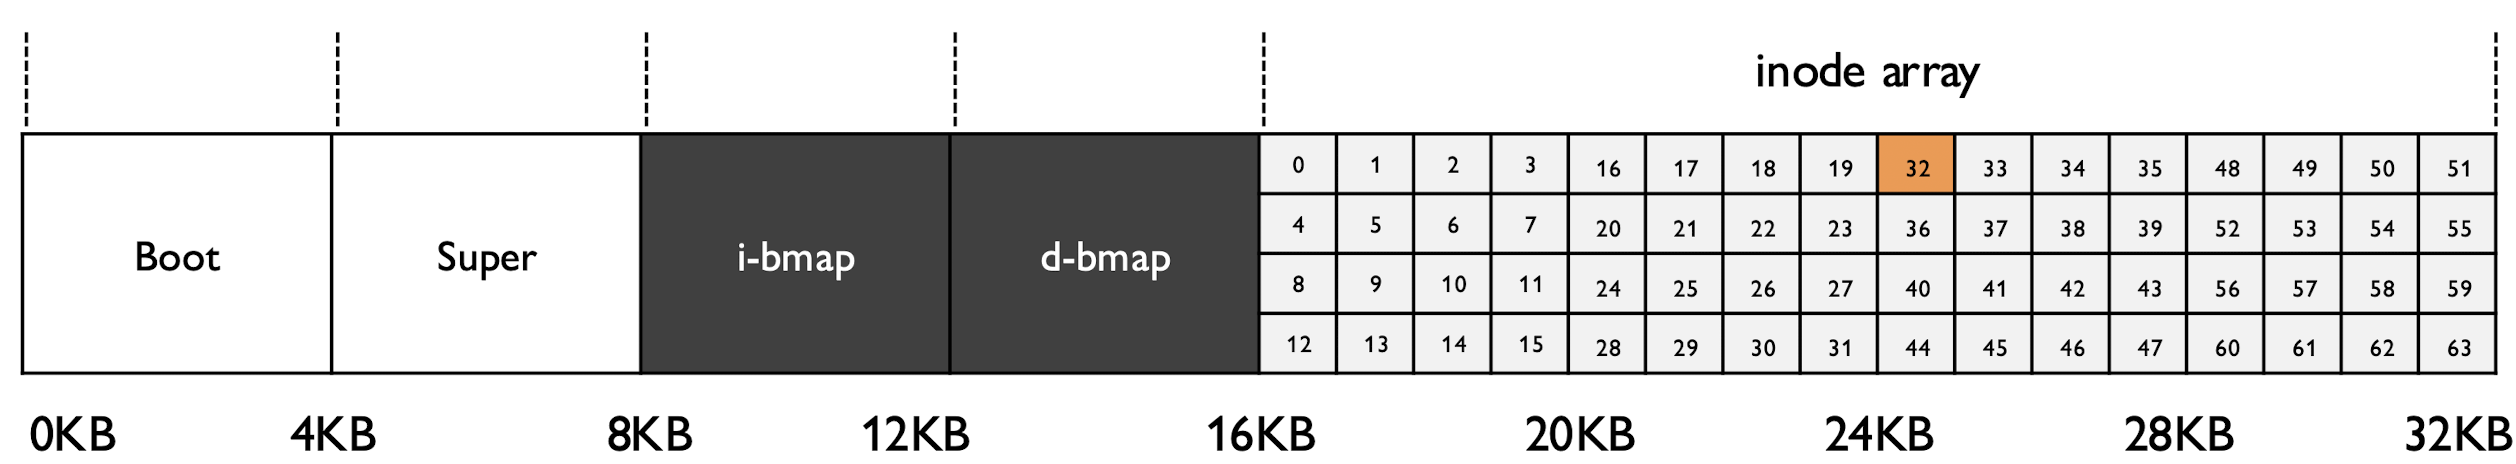 inode array
0 1 2 3 16 17 18 19 32 33 34 35 48 49 50 51
4 5 6 7 20 21 22 23 36 37 38 39 52 53 54 55
Boot Super i-bmap d-bmap
8 9 10 11 24 25 26 27 40 41 42 43 56 57 58 59
12 13 14 15 28 29 30 31 44 45 46 47 60 61 62 63
0KB 4KB 8KB 12KB 16KB 20KB 24KB 28KB 32KB